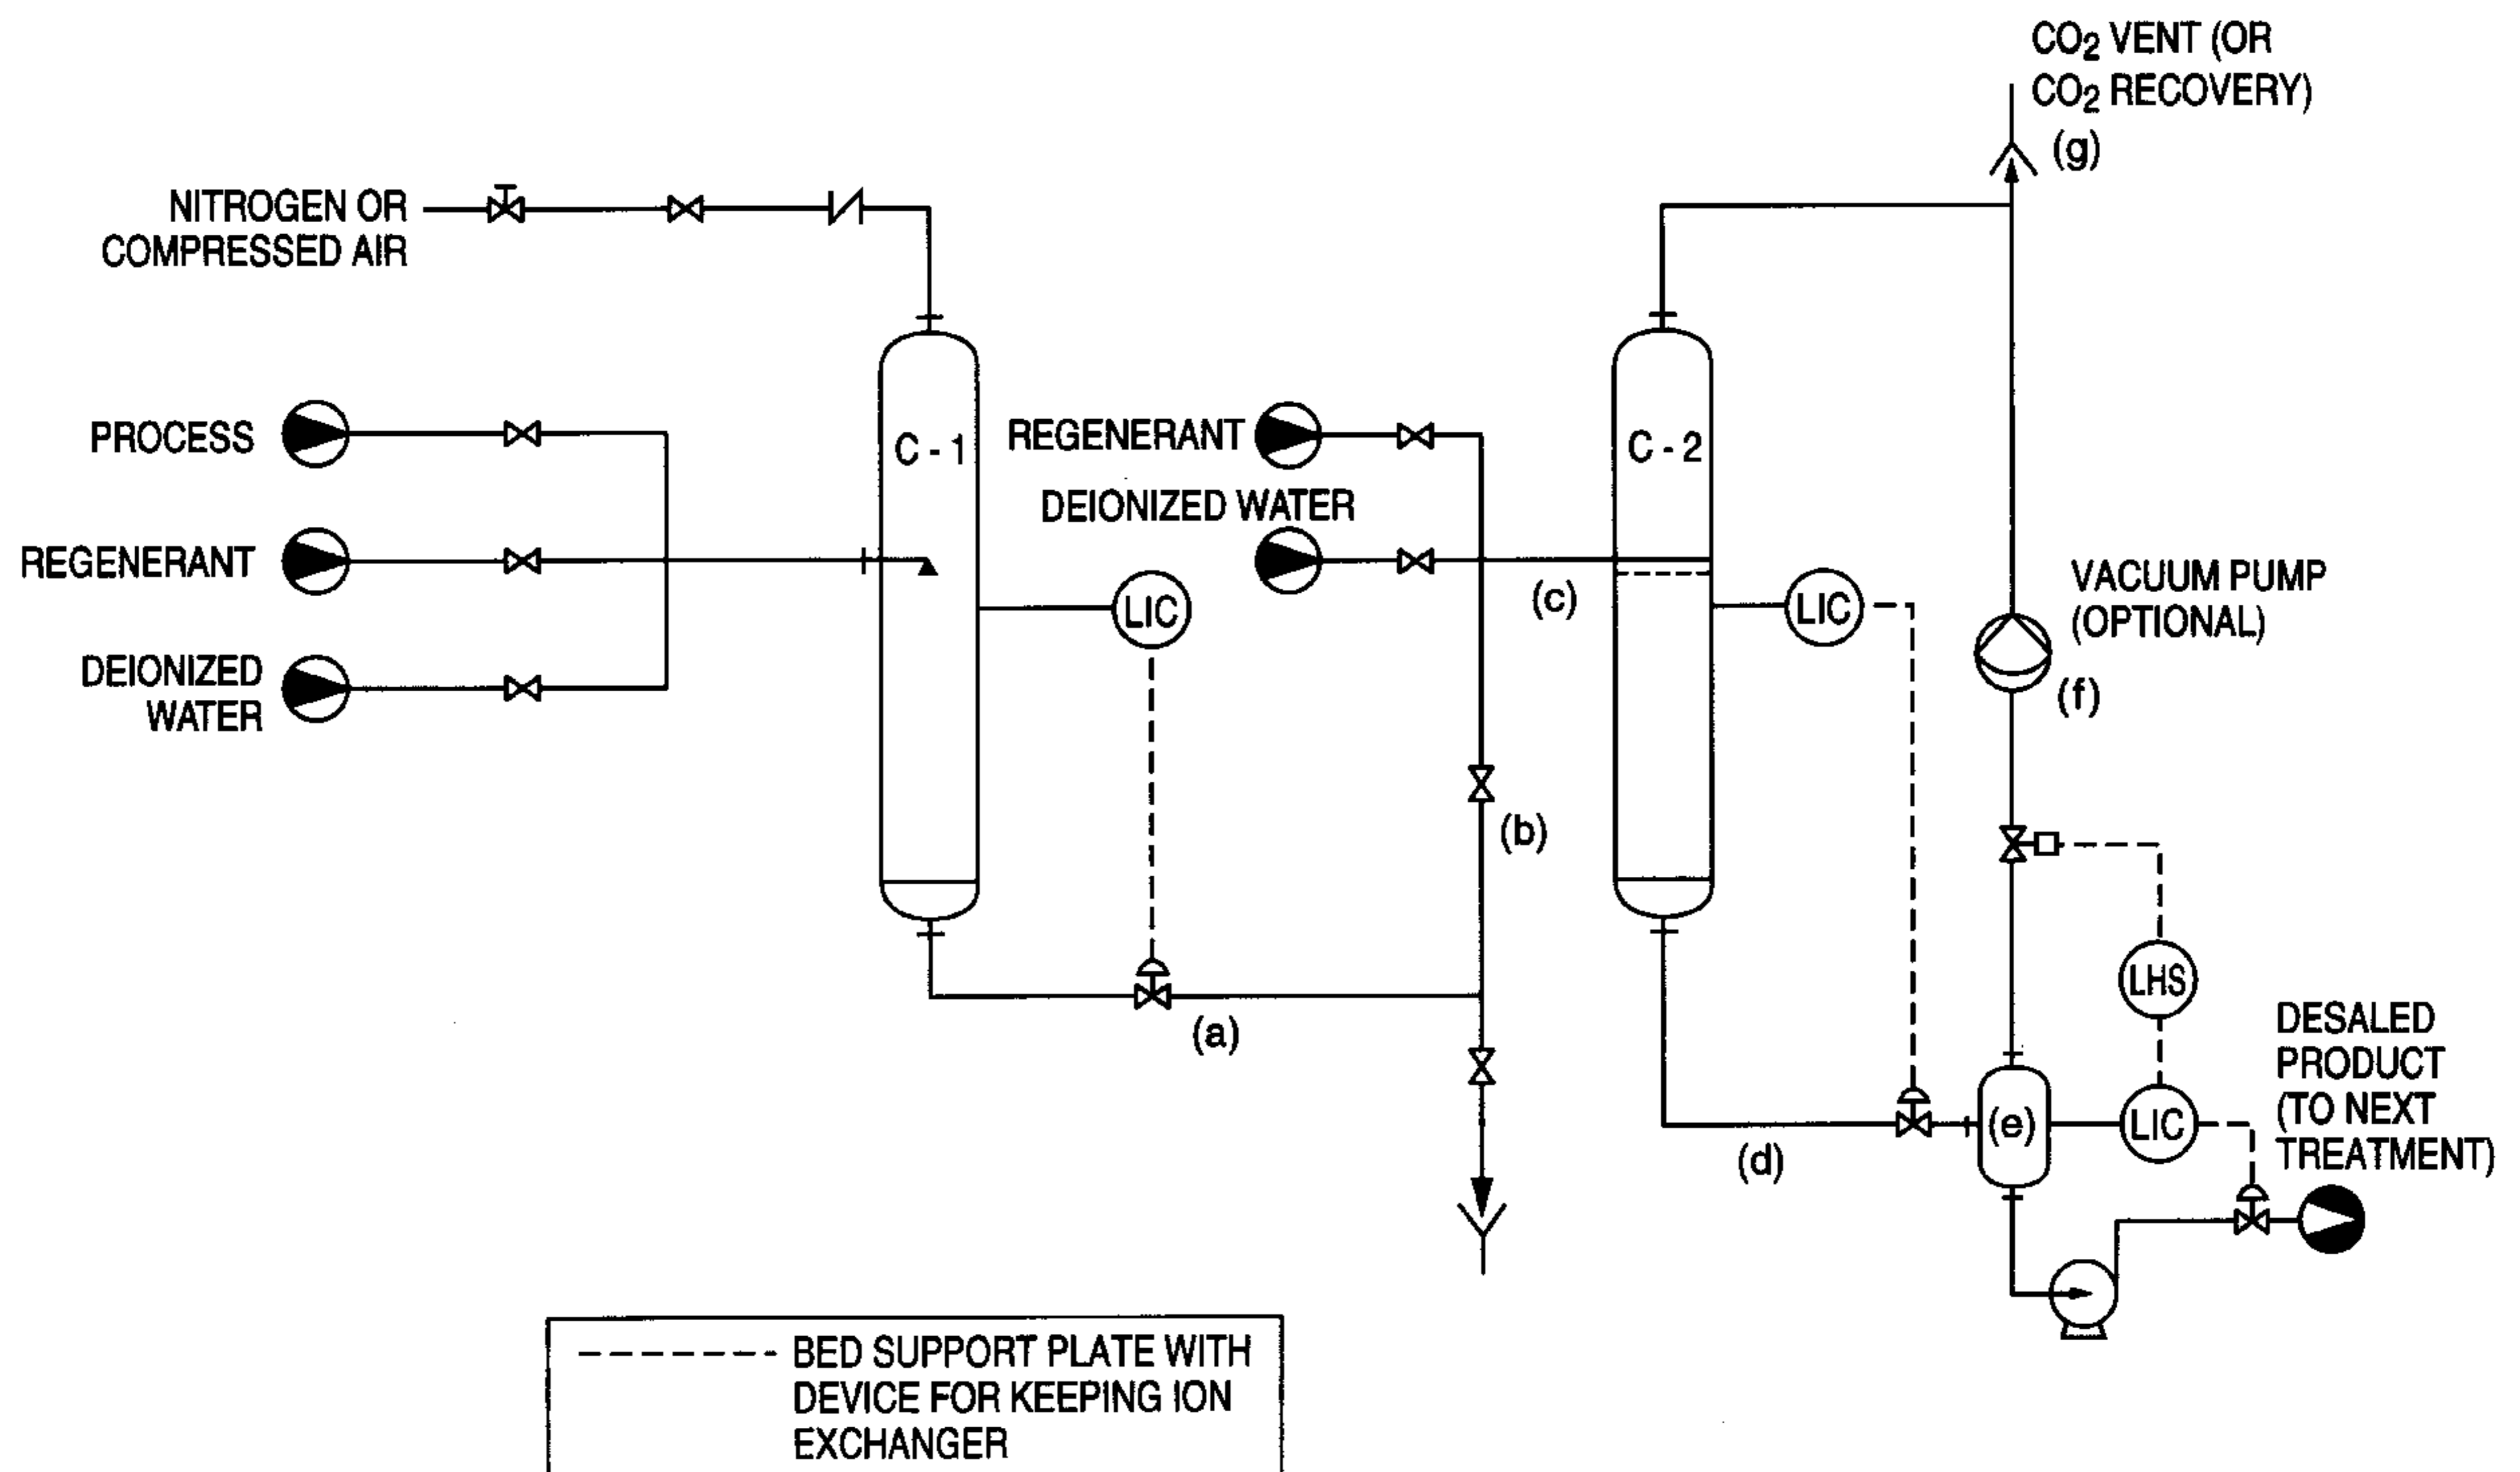 CO2 VENT (OR
CO2 RECOVERY)
(g)
NITROGEN OR
COMPRESSED AIR
PROCESS
REGENERANT
DEIONIZED
WATER
C - 1
LIC
(a)
REGENERANT
DEIONIZED WATER
(c)
(b)
C - 2
LIC
(d)
VACUUM PUMP
(OPTIONAL)
(f)
LHS
(e)
LIC
DESALED
PRODUCT
(TO NEXT
TREATMENT)
BED SUPPORT PLATE WITH
DEVICE FOR KEEPING ION
EXCHANGER